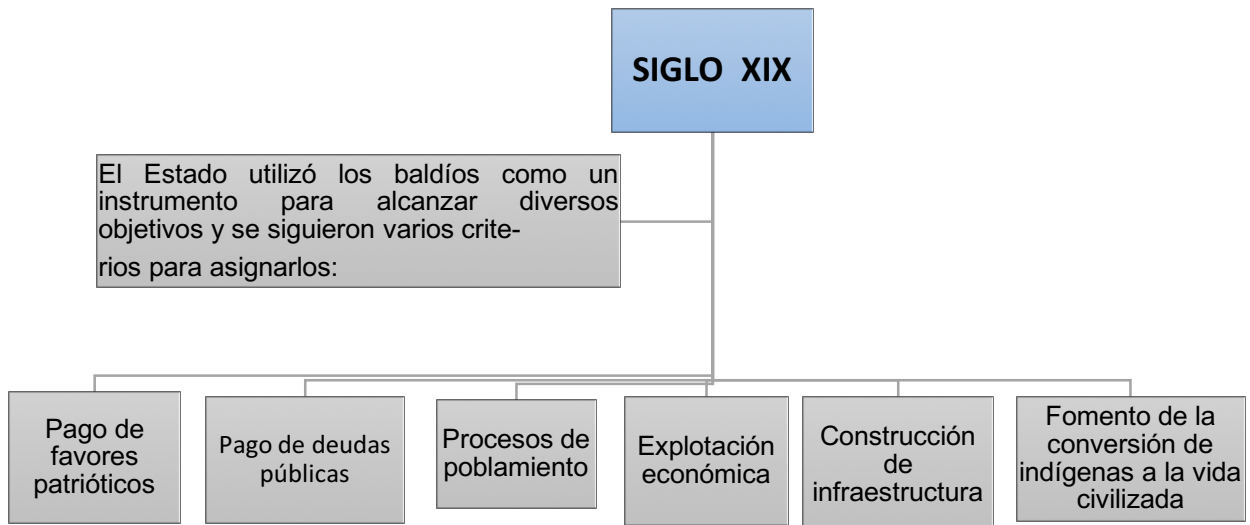 SIGLO XIX
El Estado utilizó los baldíos como un
instrumento para alcanzar diversos
objetivos y se siguieron varios crite-
rios para asignarlos:
Pago de
favores
patrióticos
Pago de deudas
públicas
Procesos de
poblamiento
Explotación
económica
Construcción
de
infraestructura
Fomento de la
conversión de
indígenas a la vida
civilizada